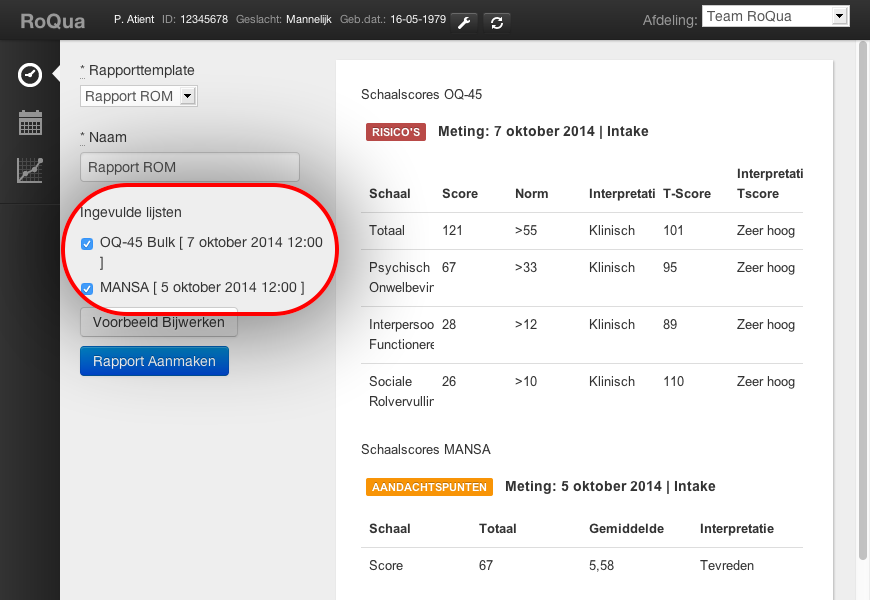 RoQua P. Atient ID: 12345678 Geslacht: Mannelijk Geb.dat.: 16-05-1979 Afdeling: Team RoQua
* Rapporttemplate
Rapport ROM
* Naam
Rapport ROM
Ingevulde lijsten
OQ-45 Bulk [ 7 oktober 2014 12:00
]
MANSA [ 5 oktober 2014 12:00 ]
Voorbeeld Bijwerken
Rapport Aanmaken
Schaalscores OQ-45
RISICO'S Meting: 7 oktober 2014 | Intake
Schaal Score Norm Interpretati T-Score Interpretati
Tscore
Totaal 121 >55 Klinisch 101 Zeer hoog
Psychisch 67 >33 Klinisch 95 Zeer hoog
Onwelbevin
Interpersoo 28 >12 Klinisch 89 Zeer hoog
Functionere
Sociale 26 >10 Klinisch 110 Zeer hoog
Rolvervullin
Schaalscores MANSA
AANDACHTSPUNTEN Meting: 5 oktober 2014 | Intake
Schaal Totaal Gemiddelde Interpretatie
Score 67 5,58 Tevreden